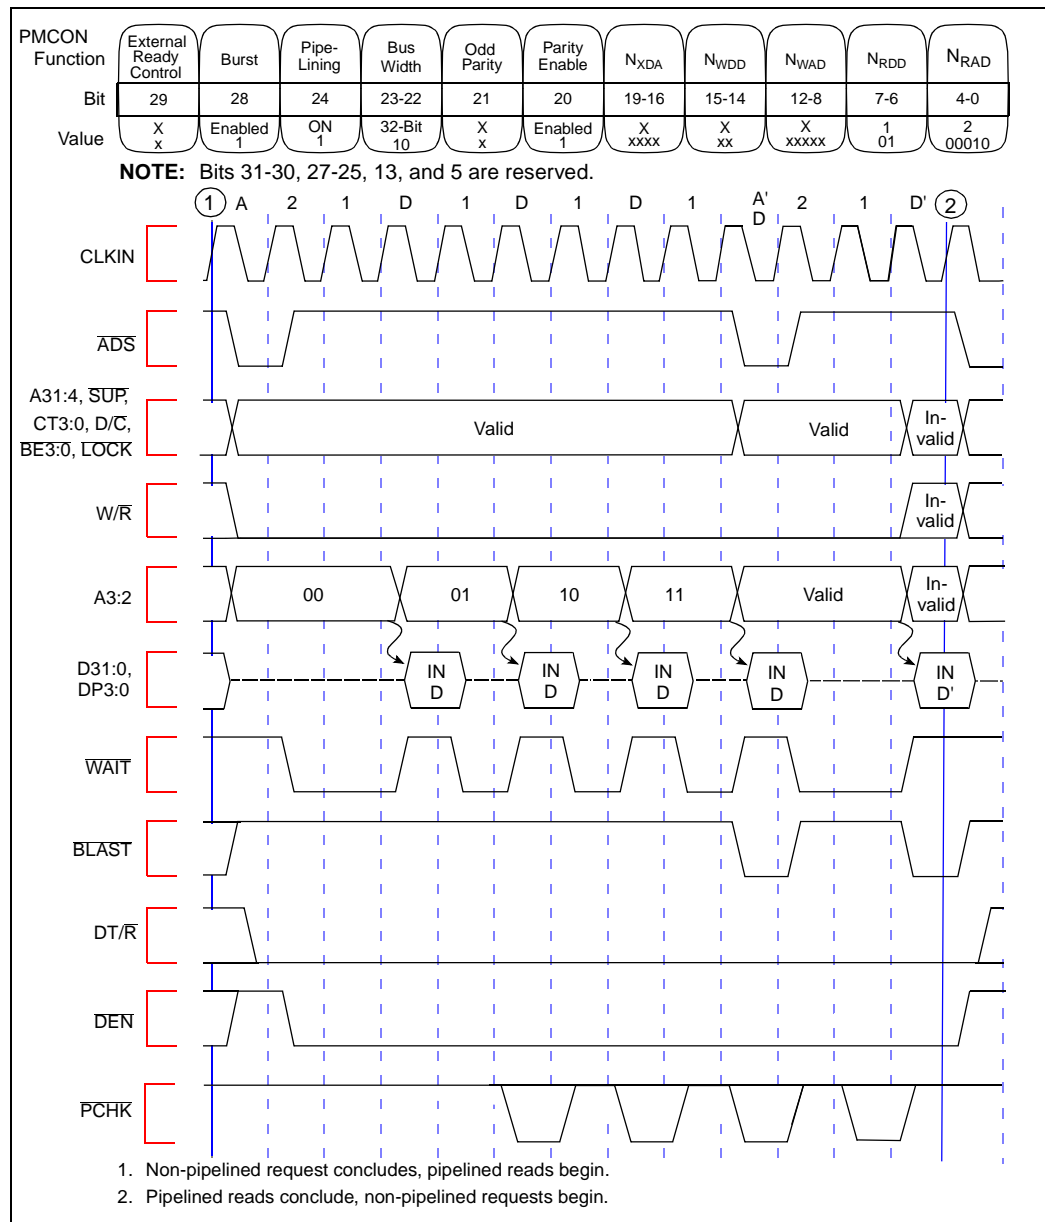 PMCON
Function
External
Ready
Control
Burst
Pipe-
Lining
Bus
Width
Odd
Parity
Parity
Enable
NXDA
NWDD
NWAD
NRDD
NRAD
Bit
29
28
24
23-22
21
20
19-16
15-14
12-8
7-6
4-0
Value
X
x
Enabled
1
ON
1
32-Bit
10
X
x
Enabled
1
X
xxxx
X
xx
X
xxxxx
1
01
2
00010
NOTE: Bits 31-30, 27-25, 13, and 5 are reserved.
1 A 2 1 D 1 D 1 D 1 A' 2 1 D' 2
D
CLKIN
ADS
A31:4, SUP,
CT3:0, D/C,
BE3:0, LOCK
Valid
Valid
In-
valid
W/R
In-
valid
A3:2
00
01
10
11
Valid
In-
valid
D31:0,
DP3:0
IN
D
IN
D
IN
D
IN
D
IN
D'
WAIT
BLAST
DT/R
DEN
PCHK
1. Non-pipelined request concludes, pipelined reads begin.
2. Pipelined reads conclude, non-pipelined requests begin.